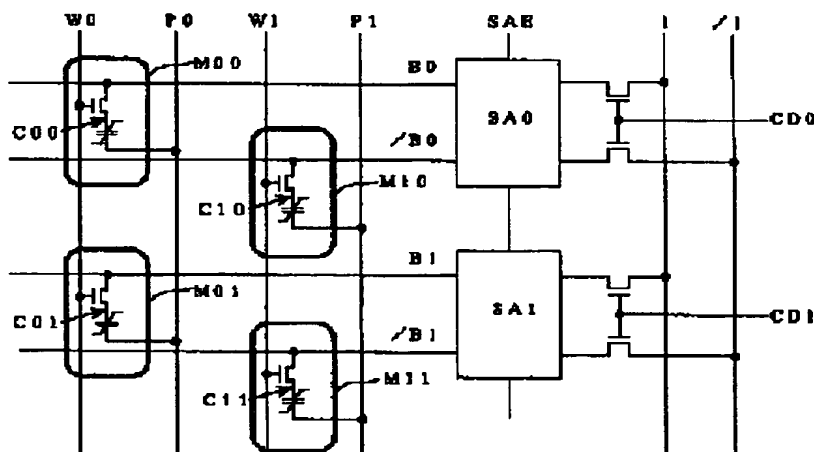 W0 P0 W1 P1 SAE I /I
M00 B0
C00 SA0 CD0
/B0
C10 M10
B1
M01
C01 SA1 CD1
/B1
C11 M11